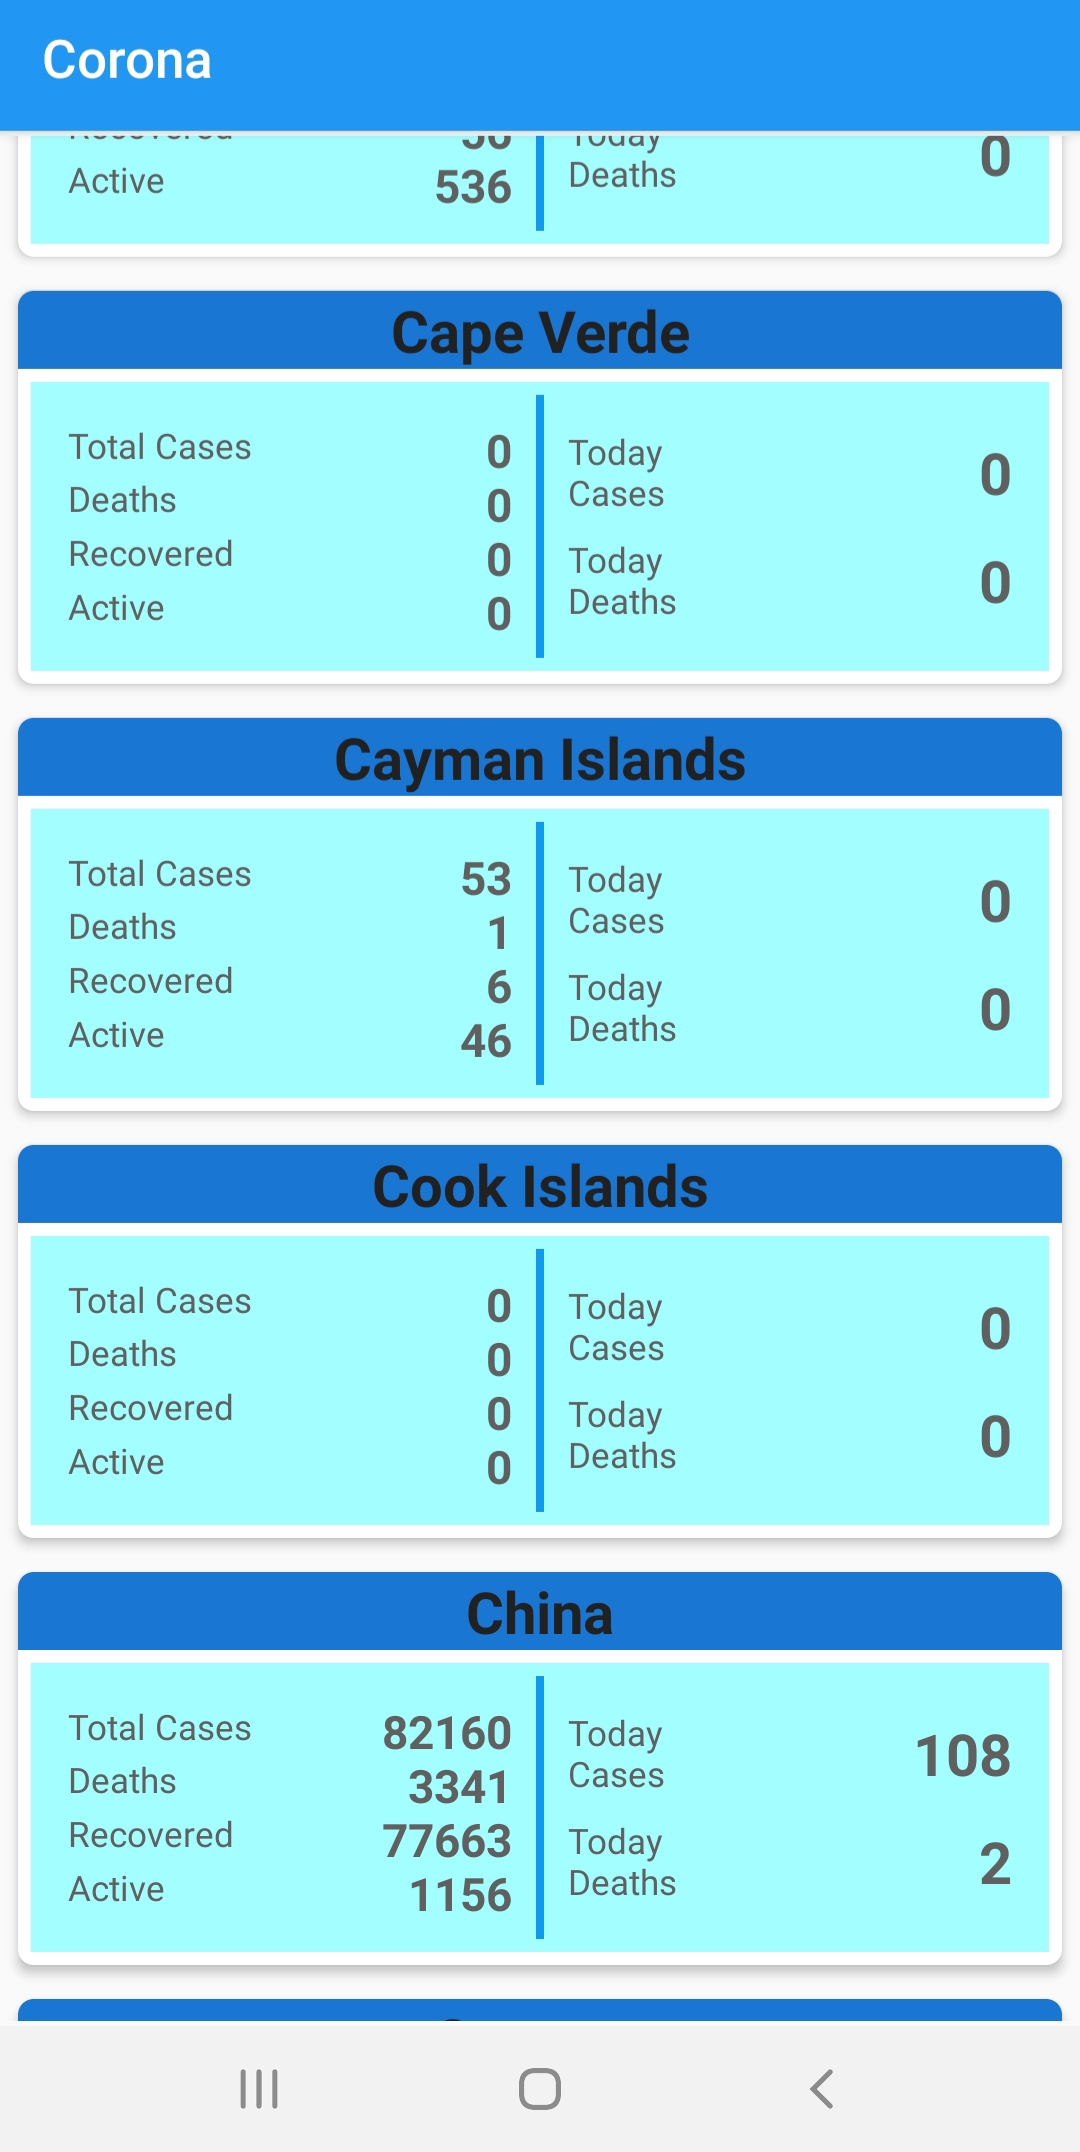 Corona
Recovered
Today
Active 536
Deaths 0
Cape Verde
Total Cases 0
Deaths 0
Recovered 0
Active 0
Today
Cases 0
Today
Deaths 0
Cayman Islands
Total Cases 53
Deaths 1
Recovered 6
Active 46
Today
Cases 0
Today
Deaths 0
Cook Islands
Total Cases 0
Deaths 0
Recovered 0
Active 0
Today
Cases 0
Today
Deaths 0
China
Total Cases 82160
Deaths 3341
Recovered 77663
Active 1156
Today
Cases 108
Today
Deaths 2